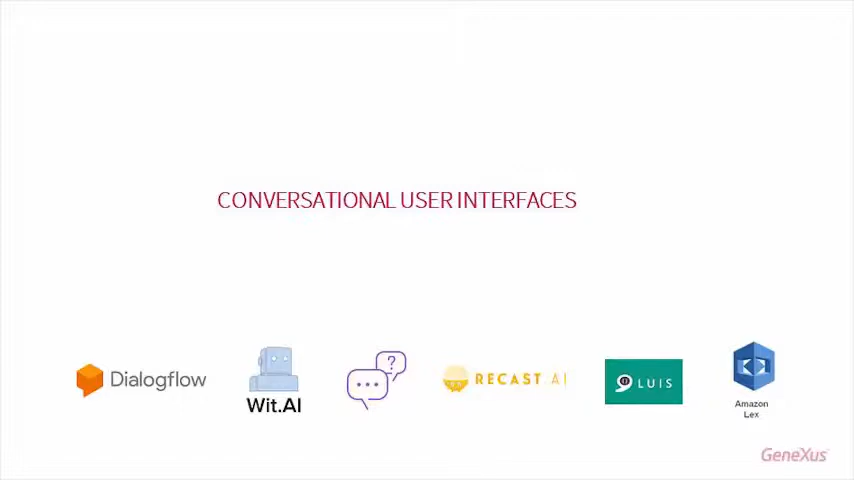 CONVERSATIONAL USER INTERFACES
Dialogflow
Wit.AI
?
RECAST.AI
LUIS
Amazon
Lex
GeneXus